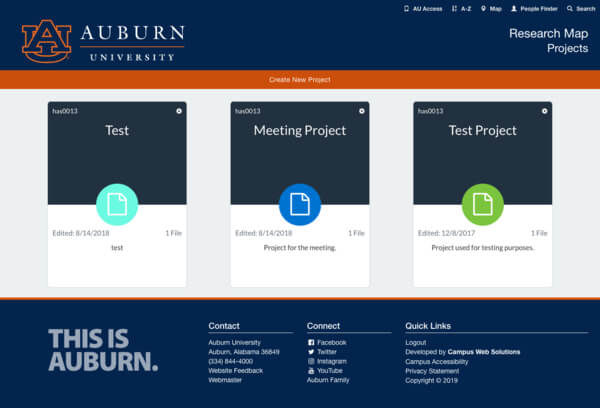 AU Access A-Z Map People Finder Search
AUBURN
UNIVERSITY
Research Map
Projects
Create New Project
has0013
Test
Edited: 8/14/2018 1 File
test
has0013
Meeting Project
Edited: 8/14/2018 1 File
Project for the meeting.
has0013
Test Project
Edited: 12/8/2017 1 File
Project used for testing purposes.
THIS IS
AUBURN.
Contact
Auburn University
Auburn, Alabama 36849
(334) 844-4000
Website Feedback
Webmaster
Connect
Facebook
Twitter
Instagram
YouTube
Auburn Family
Quick Links
Logout
Developed by Campus Web Solutions
Campus Accessibility
Privacy Statement
Copyright © 2019